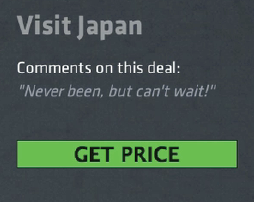 Visit Japan
Comments on this deal:
"Never been, but can't wait!"
GET PRICE